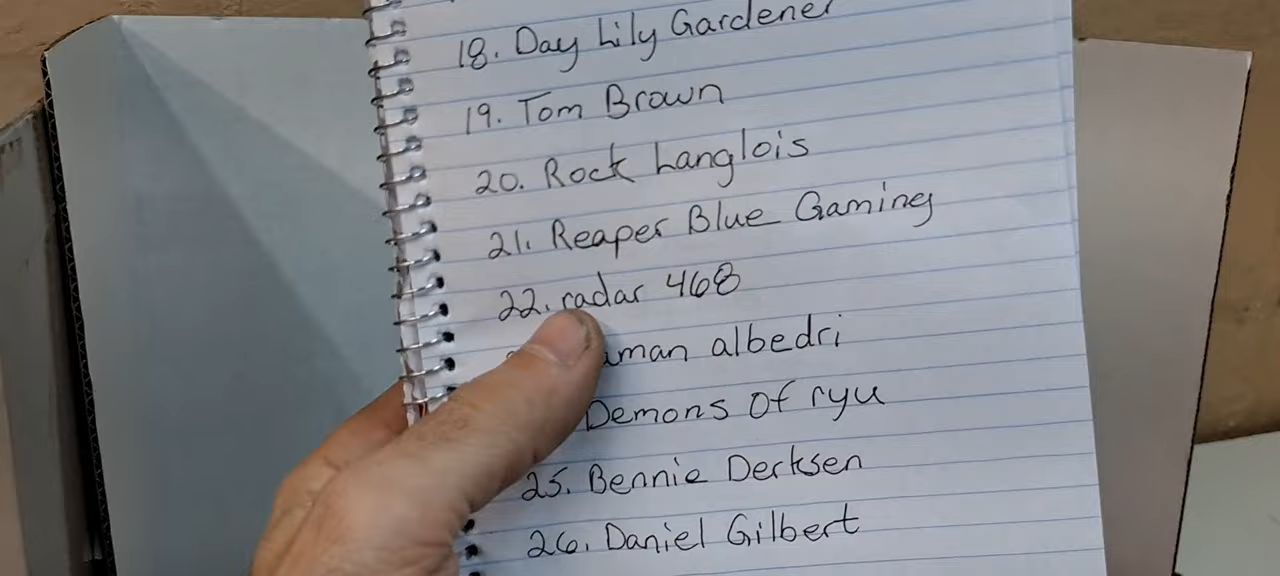 18. Day Lily Gardener
19. Tom Brown
20. Rock Langlois
21. Reaper Blue Gaming
22. radar 468
albedri
Demons Of ryu
25. Bennie Derksen
26. Daniel Gilbert